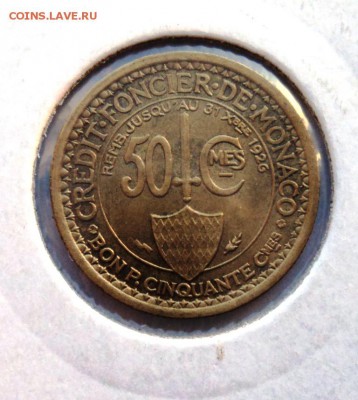 COINS.LAVE.RU
CREDIT·FONCIER·DE·MONACO
REMB. JUSQU'AU 31 XBRE 1926
50 CMES
BON P. CINQUANTE CMES